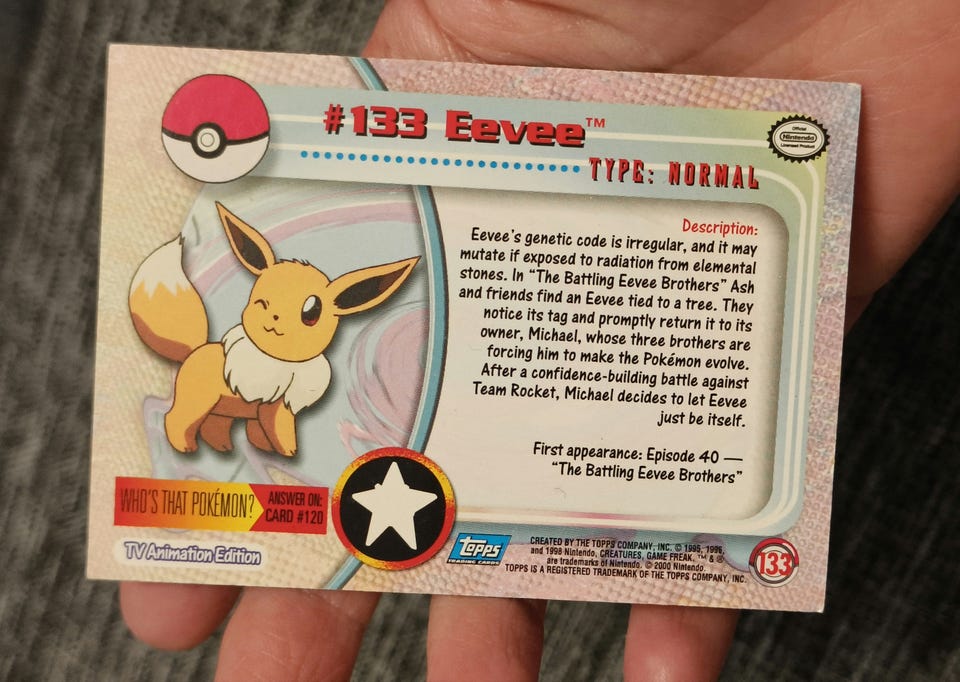 #133 Eevee™
TYPE: NORMAL
Official
Nintendo
Licensed Product
Description:
Eevee's genetic code is irregular, and it may
mutate if exposed to radiation from elemental
stones. In "The Battling Eevee Brothers" Ash
and friends find an Eevee tied to a tree. They
notice its tag and promptly return it to its
owner, Michael, whose three brothers are
forcing him to make the Pokémon evolve.
After a confidence-building battle against
Team Rocket, Michael decides to let Eevee
just be itself.
First appearance: Episode 40 —
"The Battling Eevee Brothers"
WHO'S THAT POKÉMON?
ANSWER ON:
CARD #120
TV Animation Edition
topps
TRADING CARDS
CREATED BY THE TOPPS COMPANY, INC. © 1995, 1996,
and 1998 Nintendo, CREATURES, GAME FREAK. ™ & ®
are trademarks of Nintendo. © 2000 Nintendo.
TOPPS IS A REGISTERED TRADEMARK OF THE TOPPS COMPANY, INC.
133